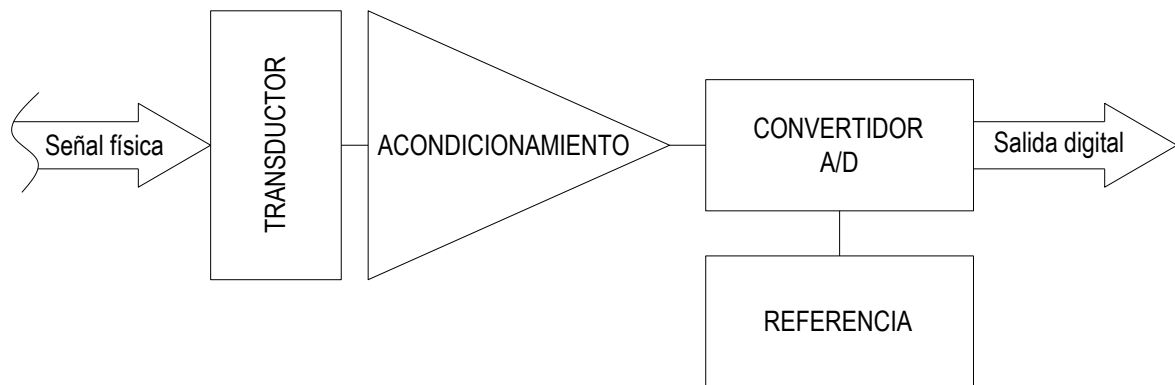 Señal física
TRANSDUCTOR
ACONDICIONAMIENTO
CONVERTIDOR
A/D
Salida digital
REFERENCIA